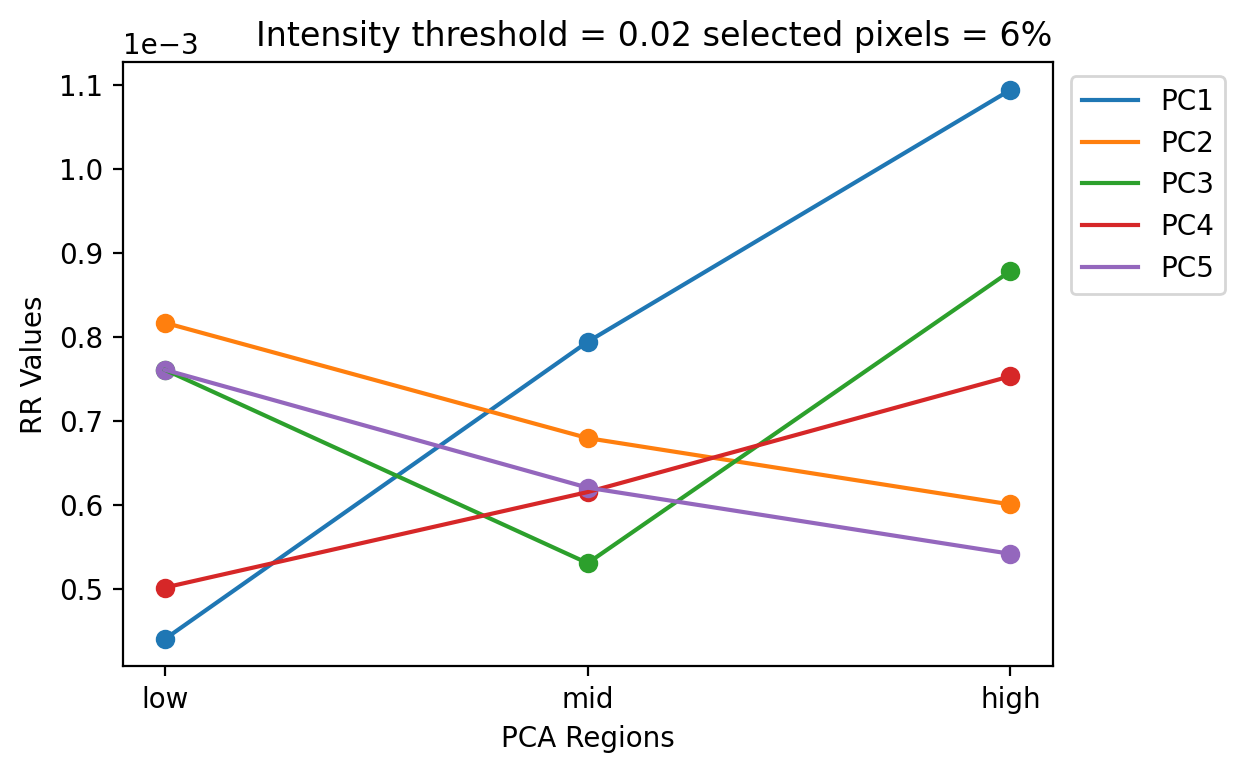 1e−3
Intensity threshold = 0.02 selected pixels = 6%
1.1
1.0
0.9
0.8
0.7
0.6
0.5
RR Values
low
mid
high
PCA Regions
PC1
PC2
PC3
PC4
PC5